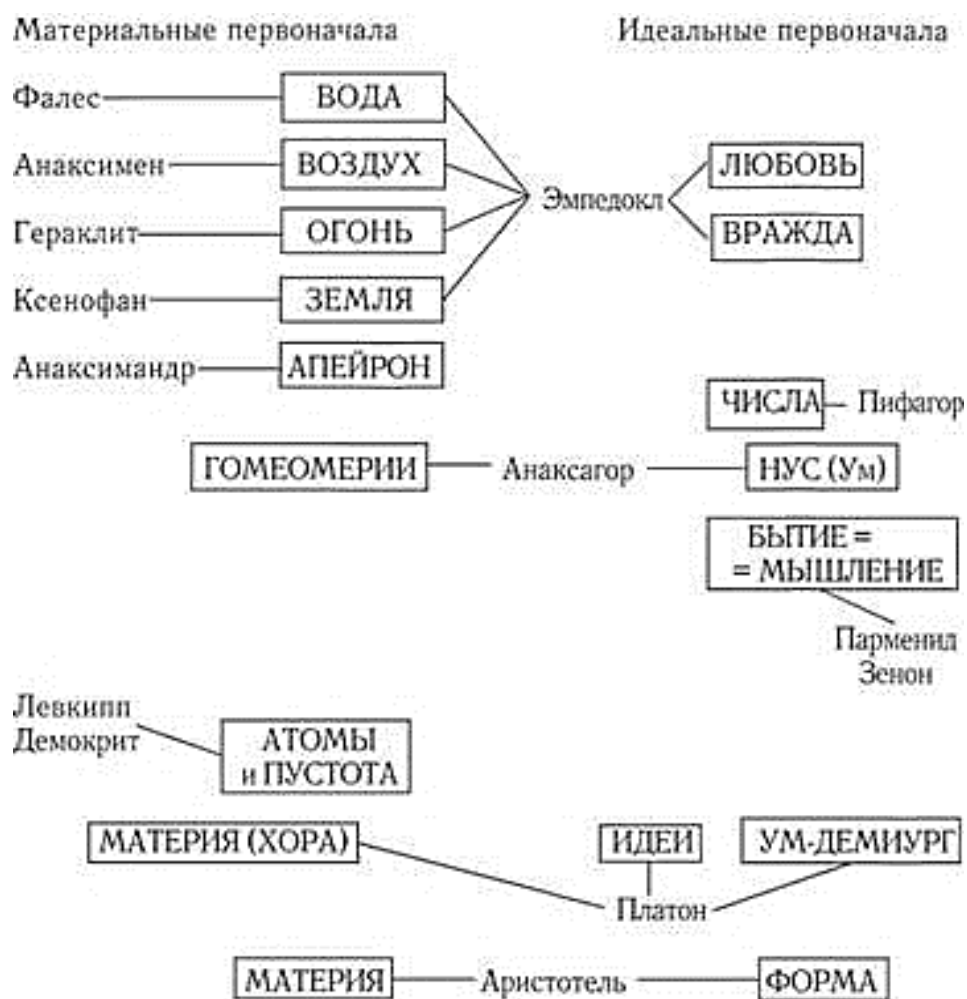 Материальные первоначала Идеальные первоначала
Фалес ВОДА
Анаксимен ВОЗДУХ ЛЮБОВЬ
Эмпедокл
Гераклит ОГОНЬ ВРАЖДА
Ксенофан ЗЕМЛЯ
Анаксимандр АПЕЙРОН
ЧИСЛА Пифагор
ГОМЕОМЕРИИ Анаксагор НУС (Ум)
БЫТИЕ =
= МЫШЛЕНИЕ
Парменид
Зенон
Левкипп
Демокрит
АТОМЫ
и ПУСТОТА
МАТЕРИЯ (ХОРА) ИДЕИ УМ-ДЕМИУРГ
Платон
МАТЕРИЯ Аристотель ФОРМА